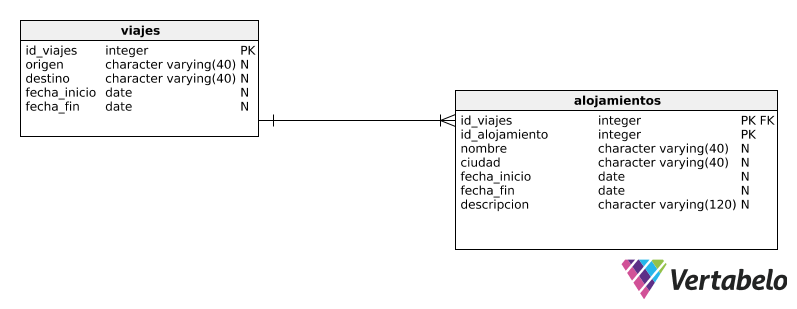 viajes
id_viajes integer PK
origen character varying(40) N
destino character varying(40) N
fecha_inicio date N
fecha_fin date N
alojamientos
id_viajes integer PK FK
id_alojamiento integer PK
nombre character varying(40) N
ciudad character varying(40) N
fecha_inicio date N
fecha_fin date N
descripcion character varying(120) N
Vertabelo